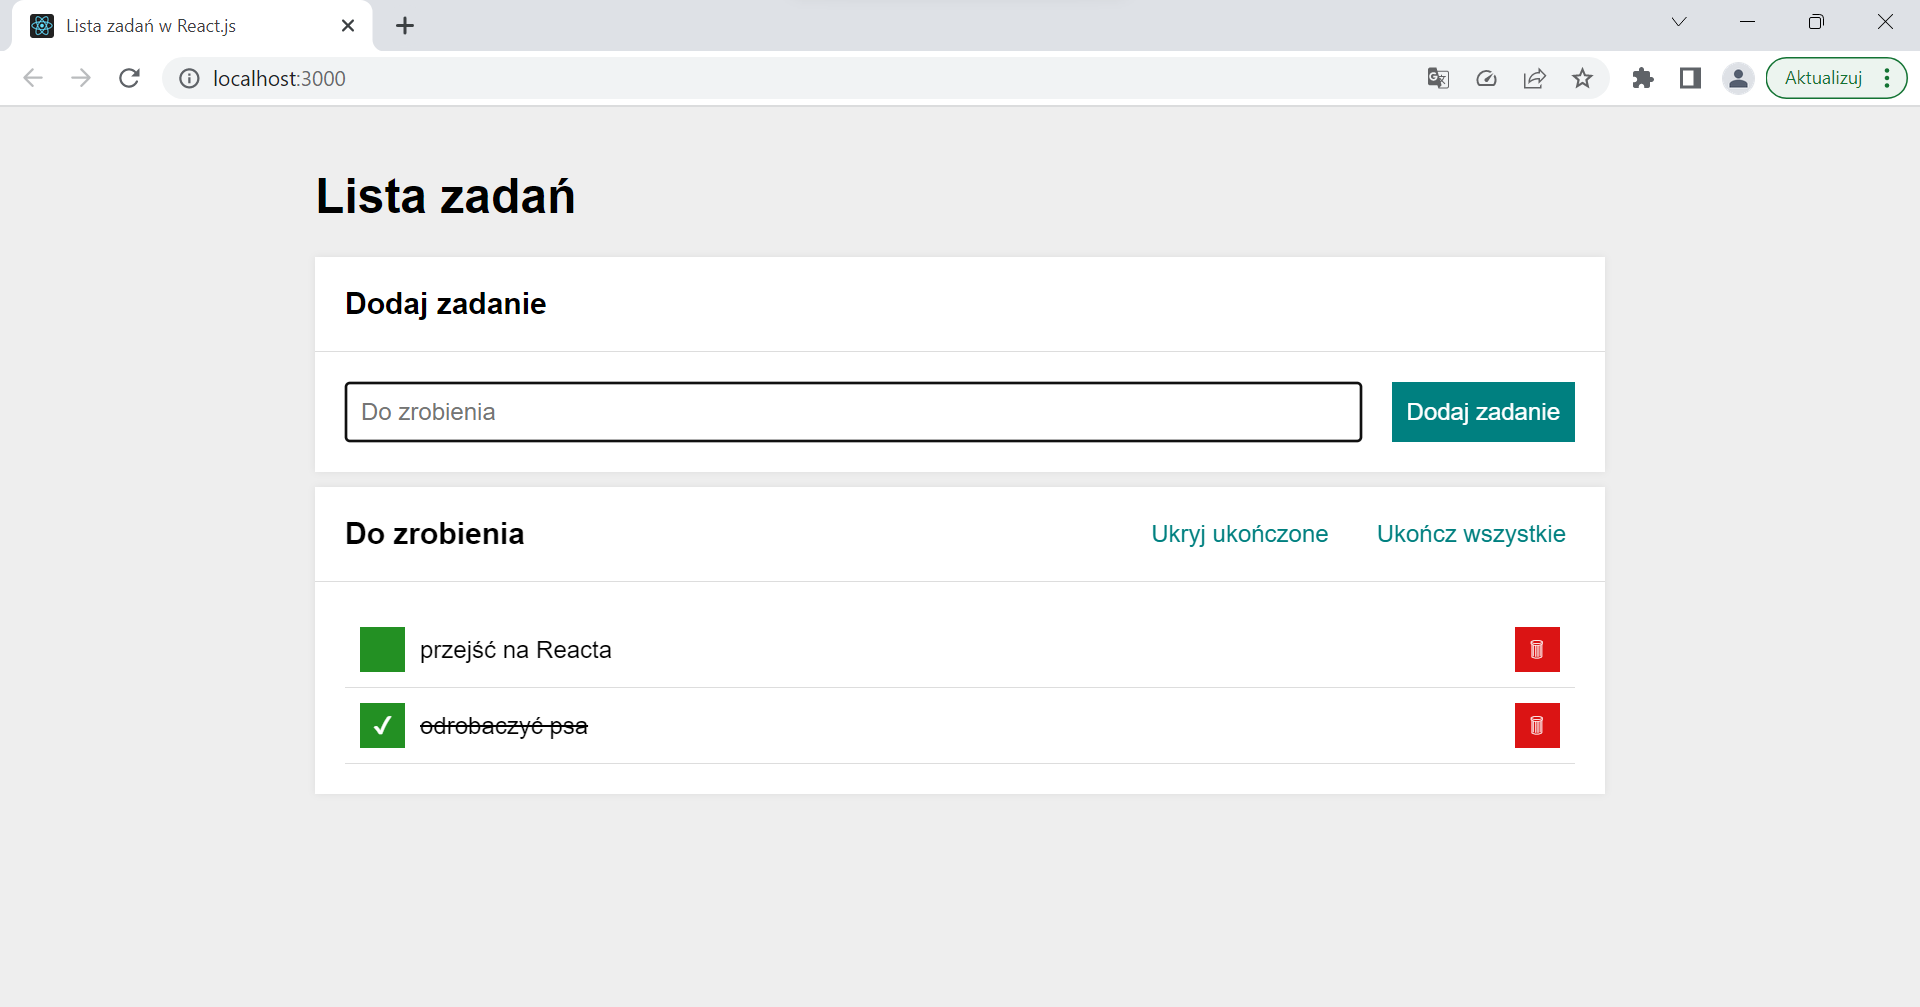 Lista zadań w React.js
localhost:3000
Aktualizuj
Lista zadań
Dodaj zadanie
Do zrobienia
Dodaj zadanie
Do zrobienia
Ukryj ukończone
Ukończ wszystkie
przejść na Reacta
odrobaczyć psa